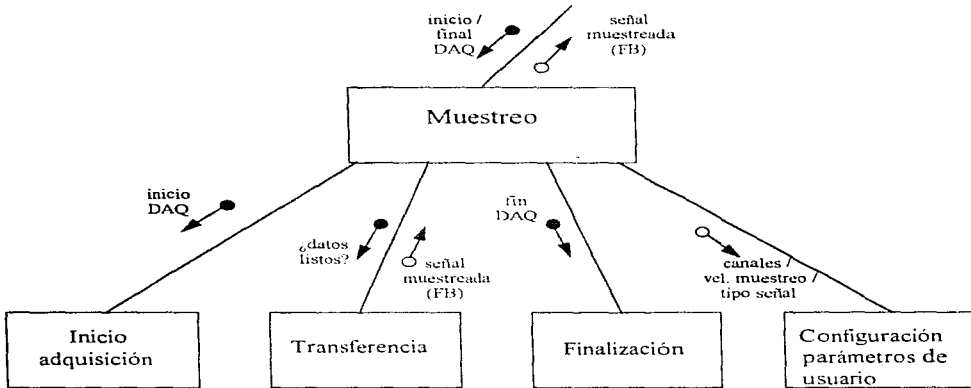 inicio /
final
DAQ
señal
muestreada
(FB)
Muestreo
inicio
DAQ
¿datos
listos?
señal
muestreada
(FB)
fin
DAQ
canales /
vel. muestreo /
tipo señal
Inicio
adquisición
Transferencia
Finalización
Configuración
parámetros de
usuario